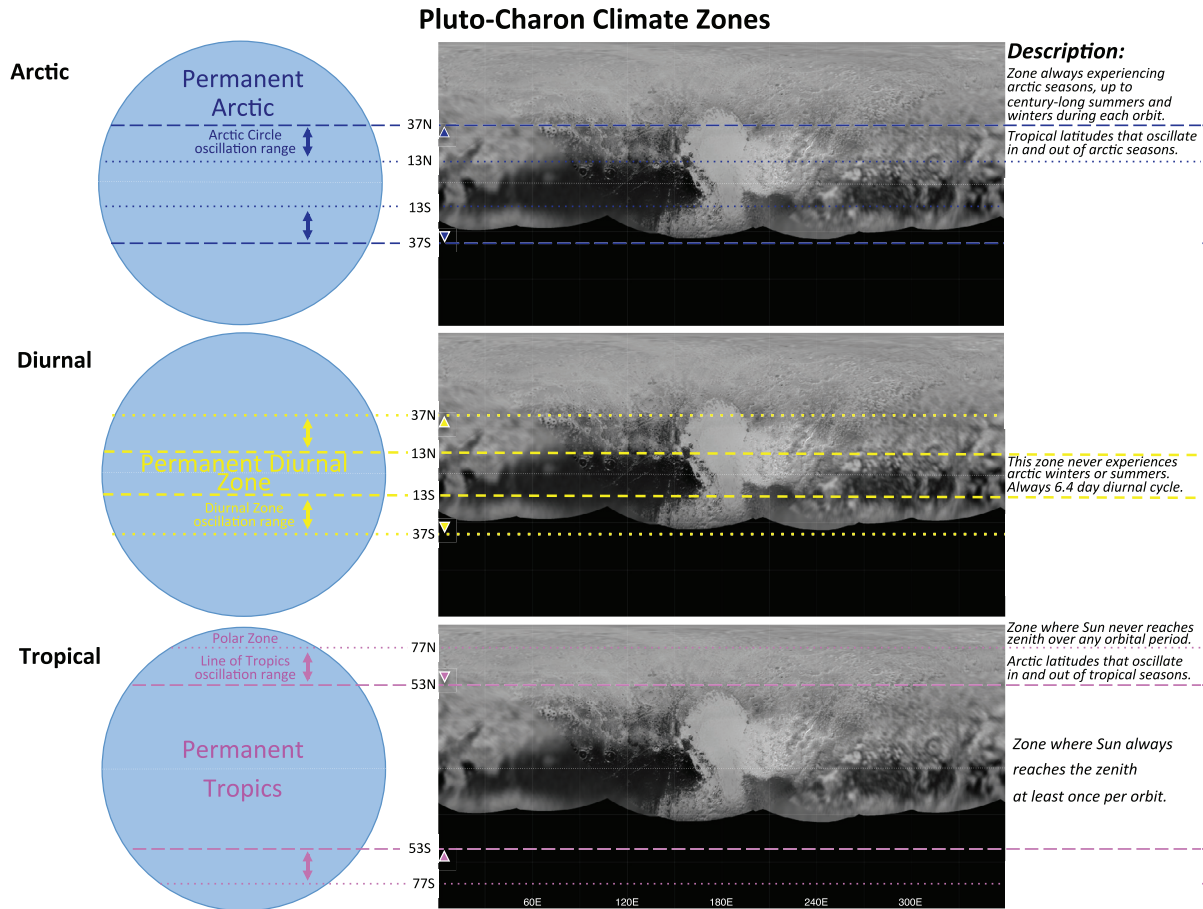 Pluto-Charon Climate Zones
Arctic
Permanent
Arctic
Arctic Circle
oscillation range
37N
13N
13S
37S
Description:
Zone always experiencing
arctic seasons, up to
century-long summers and
winters during each orbit.
Tropical latitudes that oscillate
in and out of arctic seasons.
Diurnal
Permanent Diurnal
Zone
Diurnal Zone
oscillation range
37N
13N
13S
37S
This zone never experiences
arctic winters or summers.
Always 6.4 day diurnal cycle.
Tropical
Polar Zone
Line of Tropics
oscillation range
Permanent
Tropics
77N
53N
53S
77S
Zone where Sun never reaches
zenith over any orbital period.
Arctic latitudes that oscillate
in and out of tropical seasons.
Zone where Sun always
reaches the zenith
at least once per orbit.
60E 120E 180E 240E 300E